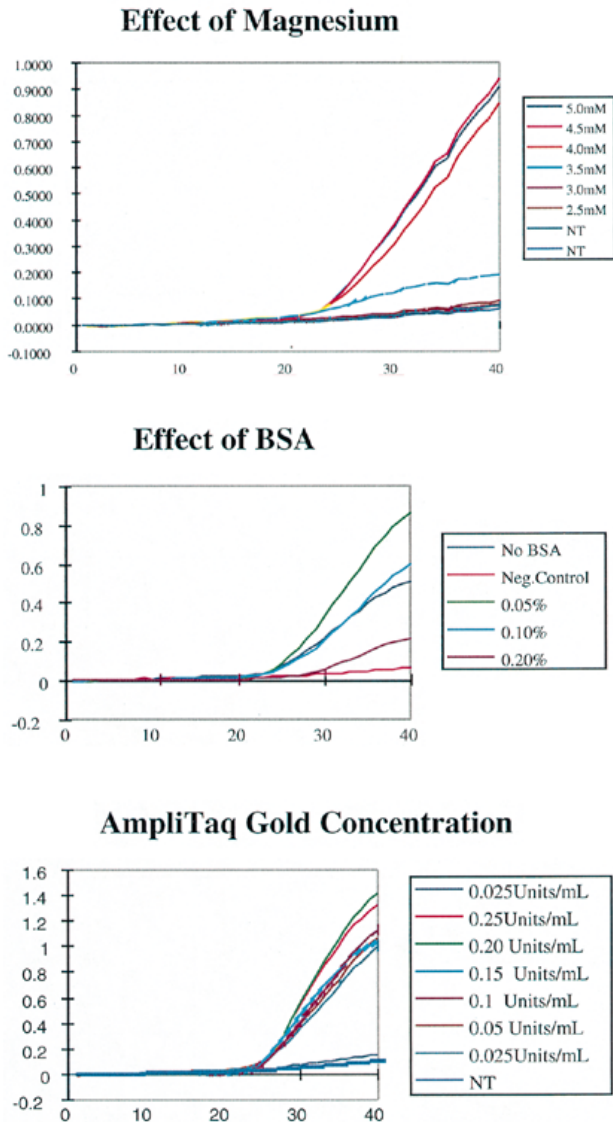 Effect of Magnesium
1.0000
0.9000
0.8000
0.7000
0.6000
0.5000
0.4000
0.3000
0.2000
0.1000
0.0000
-0.1000
0 10 20 30 40
5.0mM
4.5mM
4.0mM
3.5mM
3.0mM
2.5mM
NT
NT
Effect of BSA
1
0.8
0.6
0.4
0.2
0
-0.2
0 10 20 30 40
No BSA
Neg.Control
0.05%
0.10%
0.20%
AmpliTaq Gold Concentration
1.6
1.4
1.2
1
0.8
0.6
0.4
0.2
0
-0.2
0 10 20 30 40
0.025Units/mL
0.25Units/mL
0.20 Units/mL
0.15 Units/mL
0.1 Units/mL
0.05 Units/mL
0.025Units/mL
NT